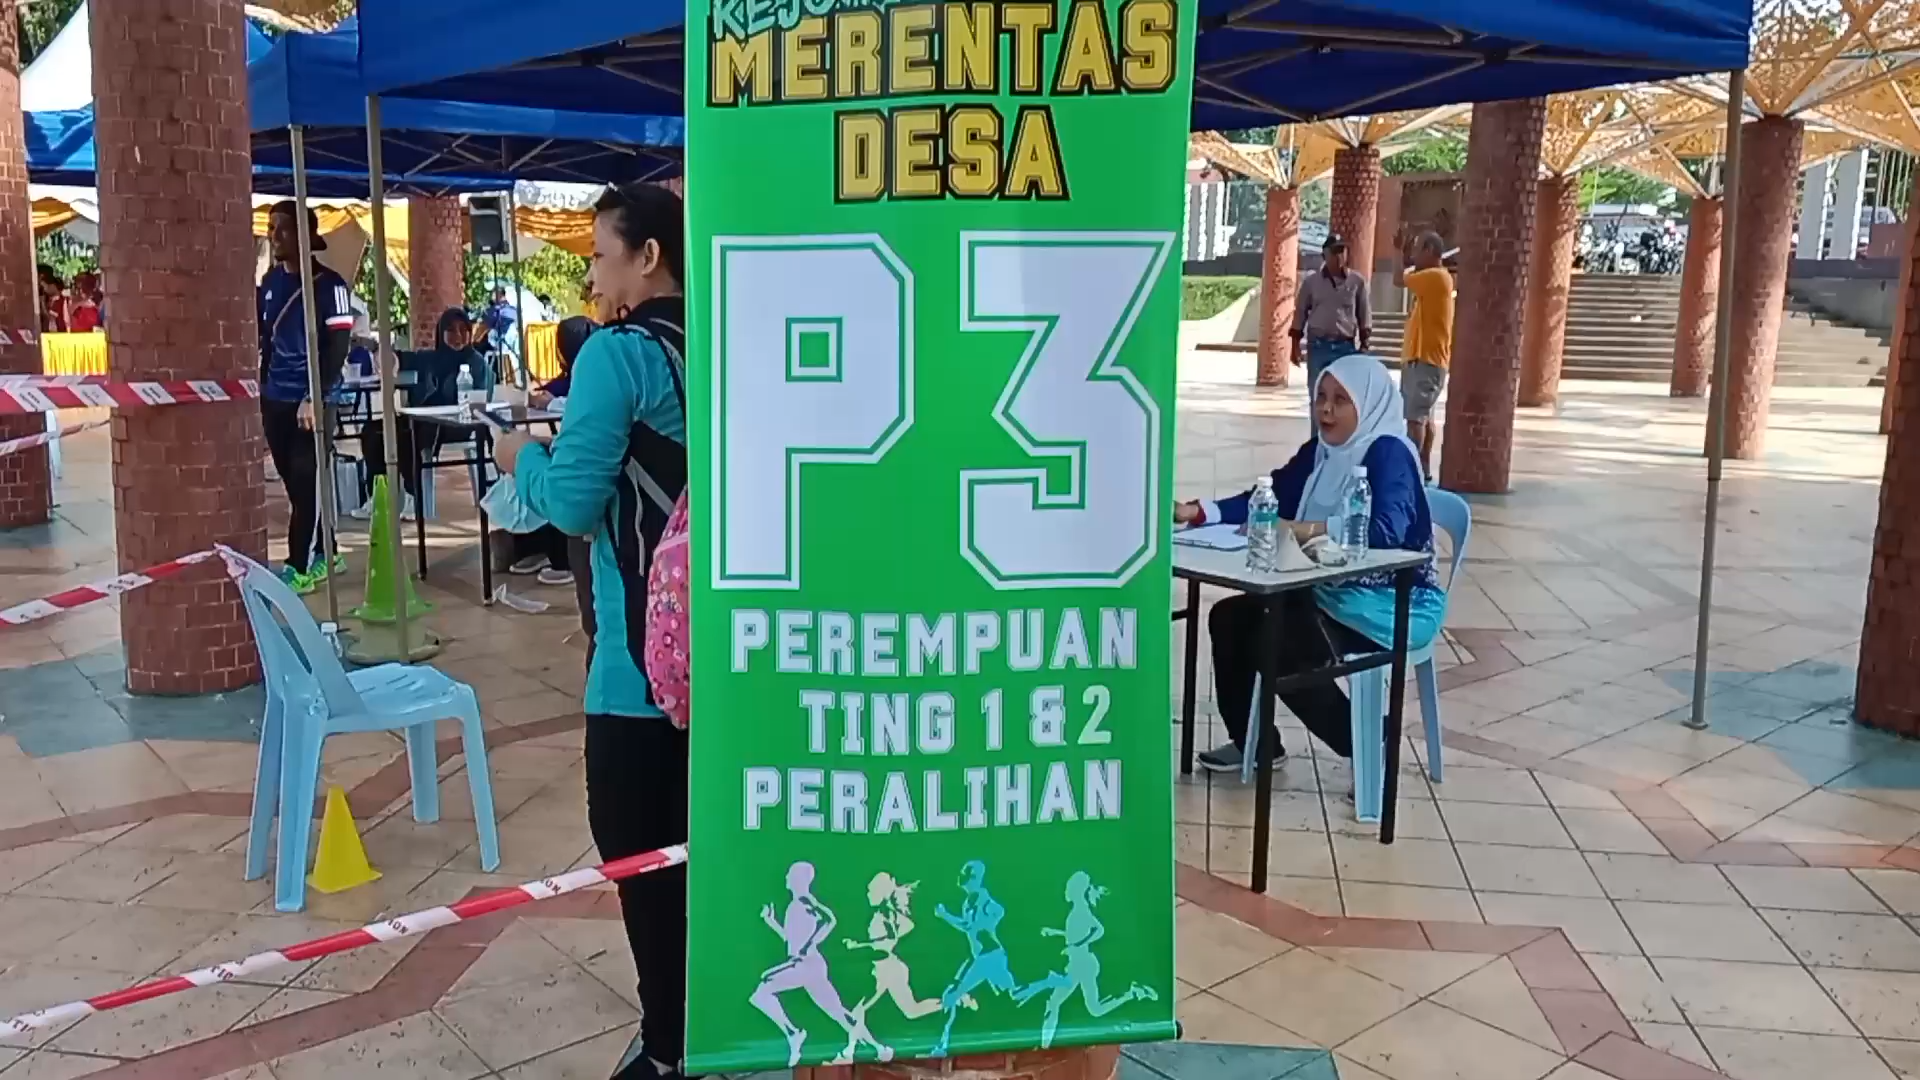 MERENTAS
DESA
P3
PEREMPUAN
TING 1 & 2
PERALIHAN